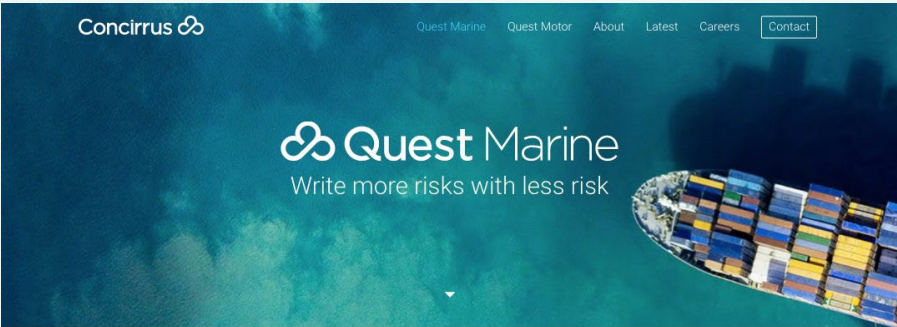 Concirrus
Quest Marine
Quest Motor
About
Latest
Careers
Contact
Quest Marine
Write more risks with less risk